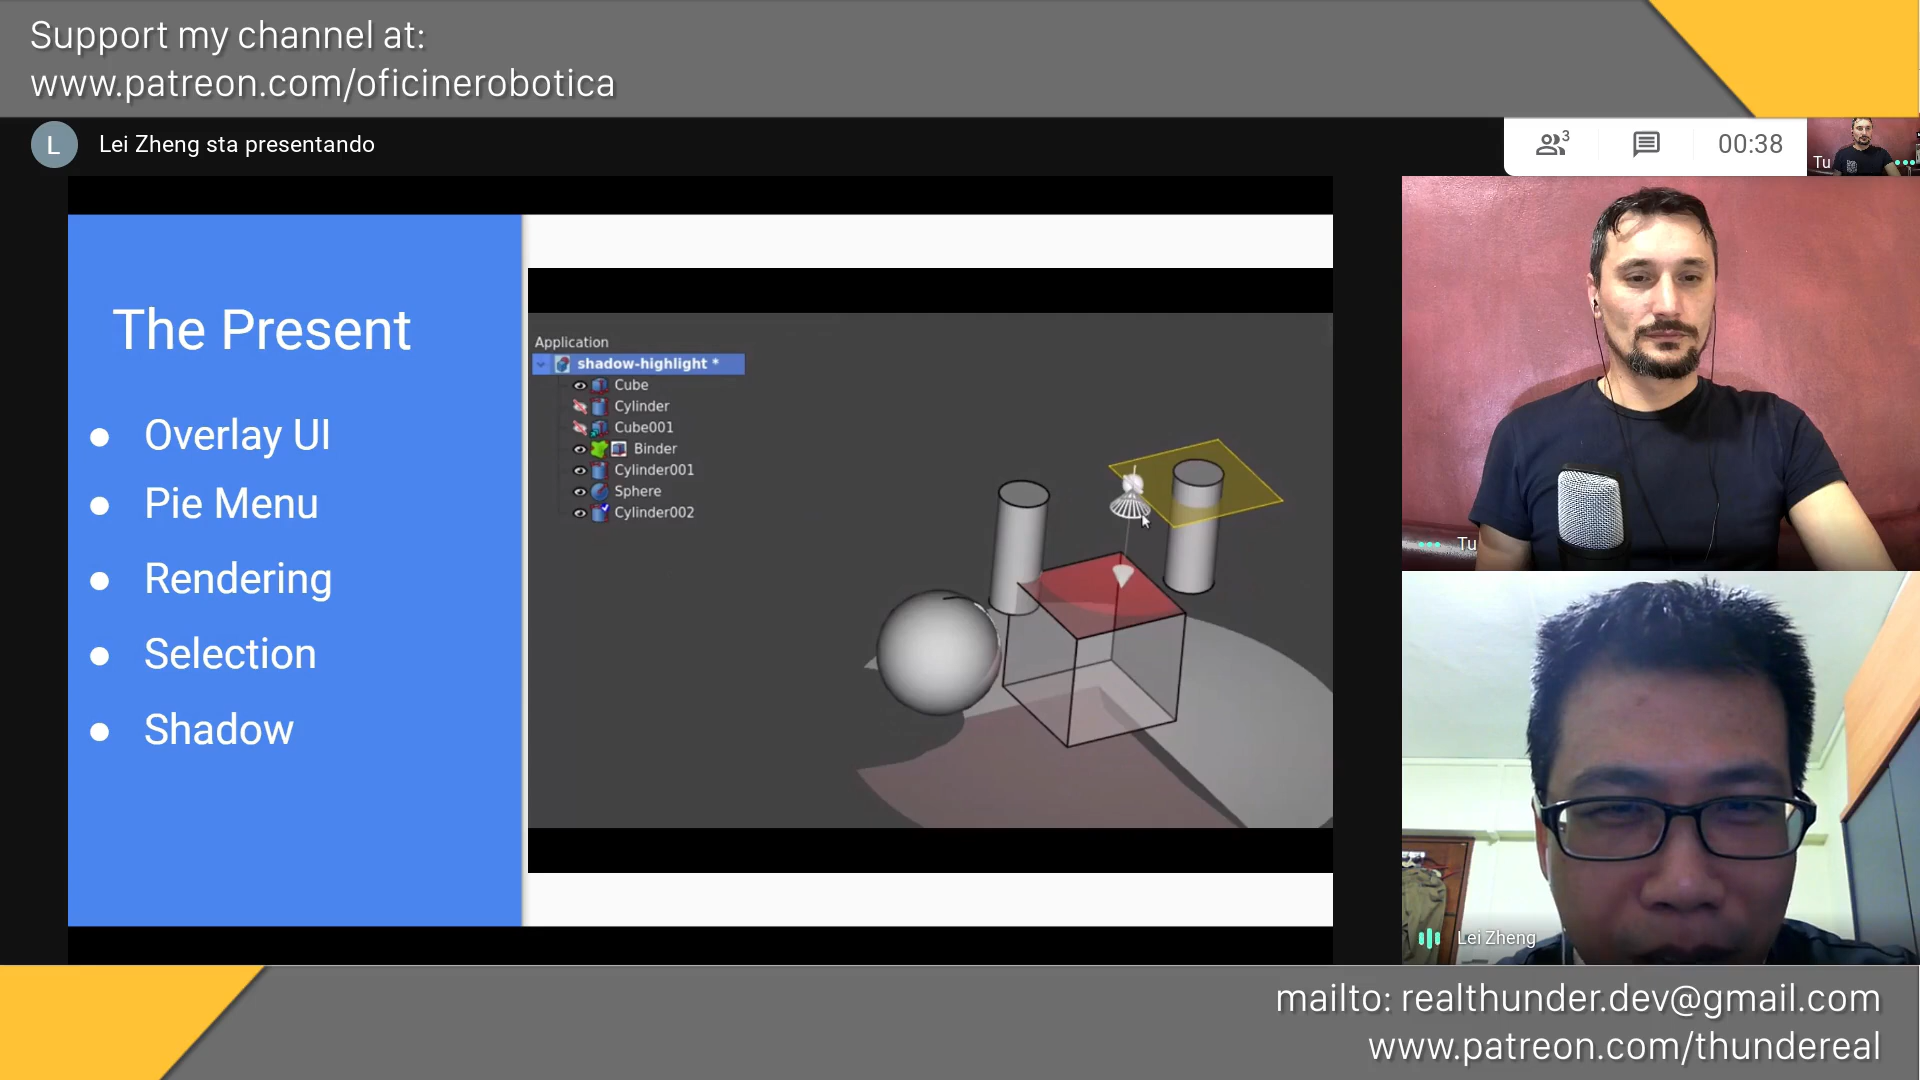 Support my channel at:
www.patreon.com/oficinerobotica
L
Lei Zheng sta presentando
3
00:38
Tu
The Present
Overlay UI
Pie Menu
Rendering
Selection
Shadow
Application
shadow-highlight *
Cube
Cylinder
Cube001
Binder
Cylinder001
Sphere
Cylinder002
Tu
Lei Zheng
mailto: realthunder.dev@gmail.com
www.patreon.com/thundereal